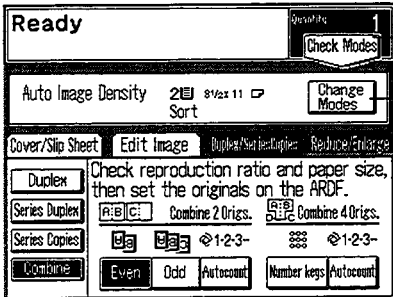 Ready
Quantity 1
Check Modes
Auto Image Density 2 8½x11
Sort
Change
Modes
Cover/Slip Sheet Edit Image Duplex/Series Copies Reduce/Enlarge
Duplex
Check reproduction ratio and paper size,
then set the originals on the ARDF.
Series Duplex
A B C Combine 2 Origs. A B Combine 4 Origs.
Series Copies
1-2-3- 1-2-3-
Combine
Even Odd Autocount Number keys Autocount